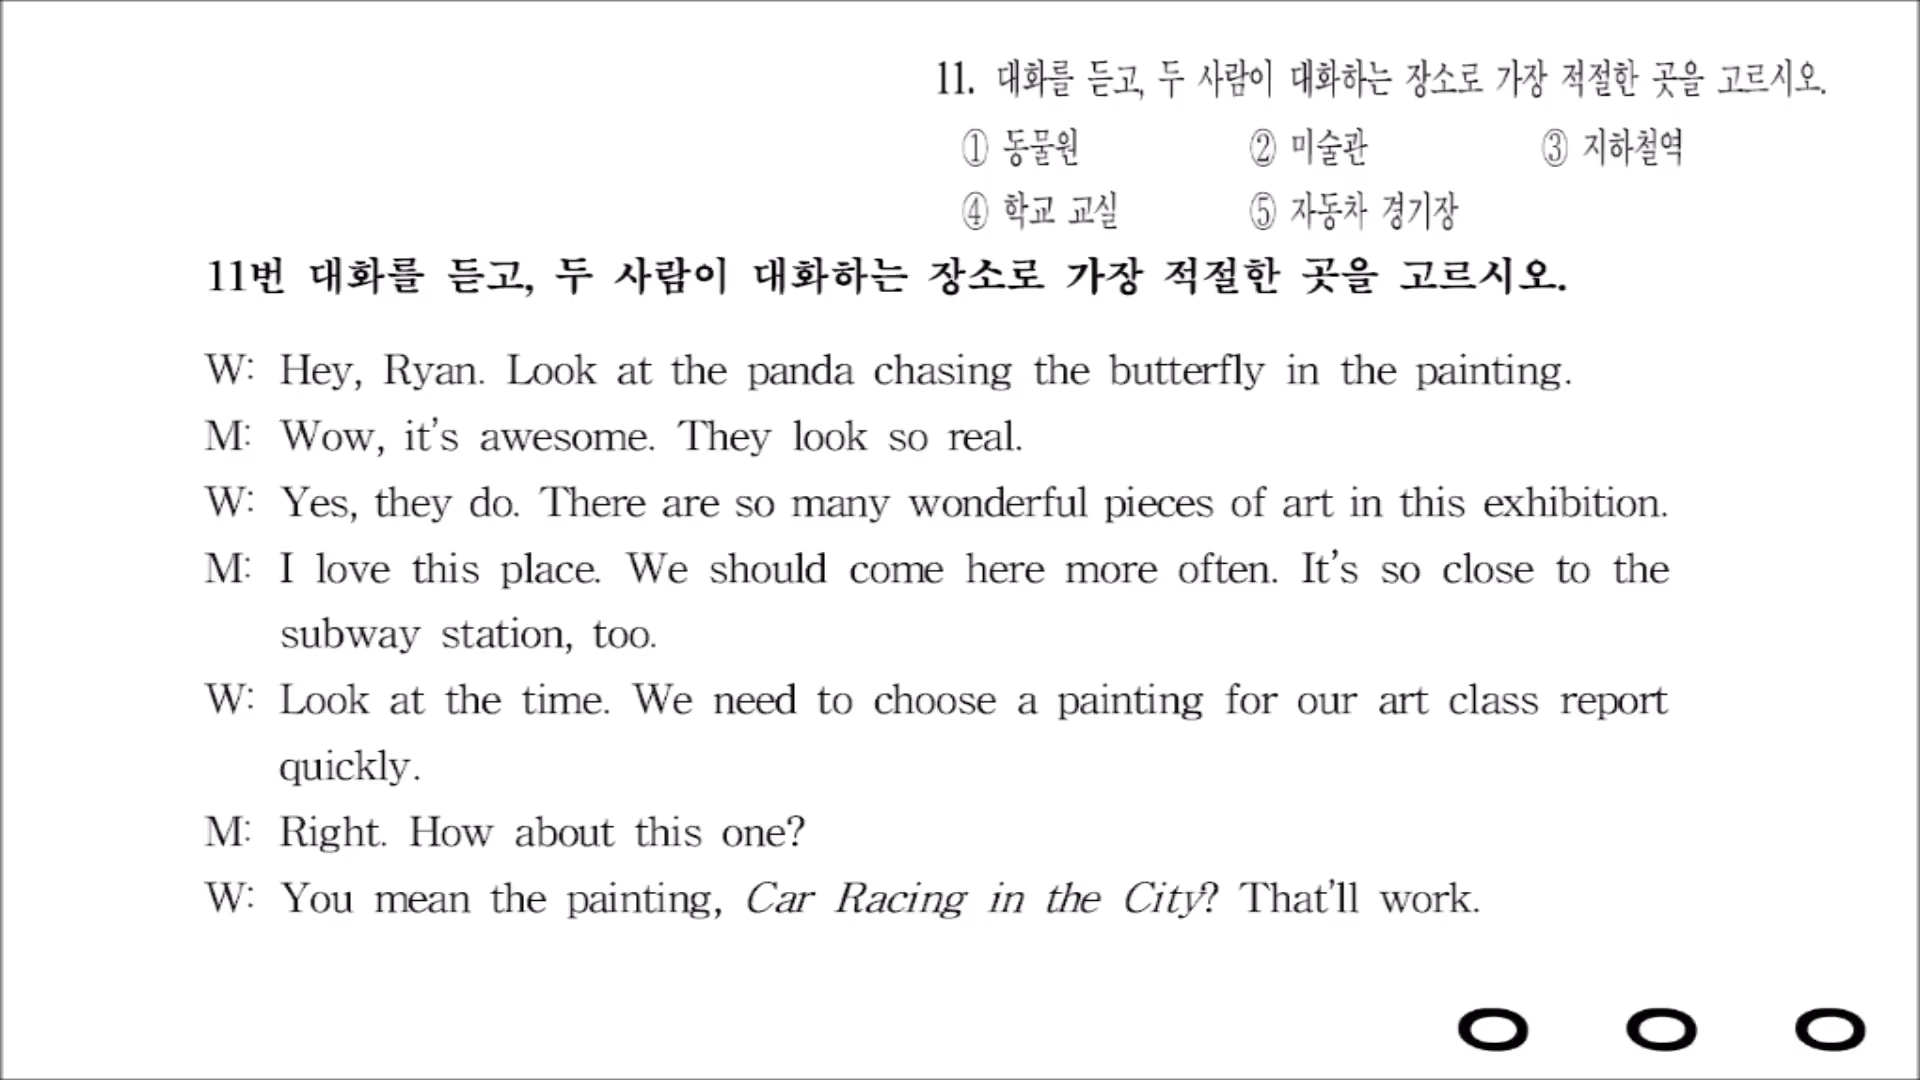 11. 대화를 듣고, 두 사람이 대화하는 장소로 가장 적절한 곳을 고르시오.
① 동물원 ② 미술관 ③ 지하철역
④ 학교 교실 ⑤ 자동차 경기장
11번 대화를 듣고, 두 사람이 대화하는 장소로 가장 적절한 곳을 고르시오.
W: Hey, Ryan. Look at the panda chasing the butterfly in the painting.
M: Wow, it's awesome. They look so real.
W: Yes, they do. There are so many wonderful pieces of art in this exhibition.
M: I love this place. We should come here more often. It's so close to the
subway station, too.
W: Look at the time. We need to choose a painting for our art class report
quickly.
M: Right. How about this one?
W: You mean the painting, Car Racing in the City? That'll work.